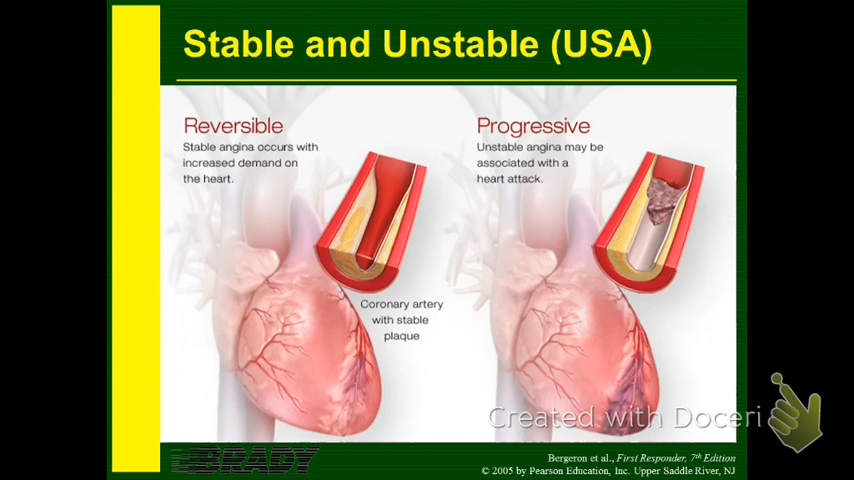 Stable and Unstable (USA)
Reversible
Stable angina occurs with
increased demand on
the heart.
Progressive
Unstable angina may be
associated with a
heart attack.
Coronary artery
with stable
plaque
Created with Doceri
BRADY
Bergeron et al., First Responder, 7th Edition
© 2005 by Pearson Education, Inc. Upper Saddle River, NJ